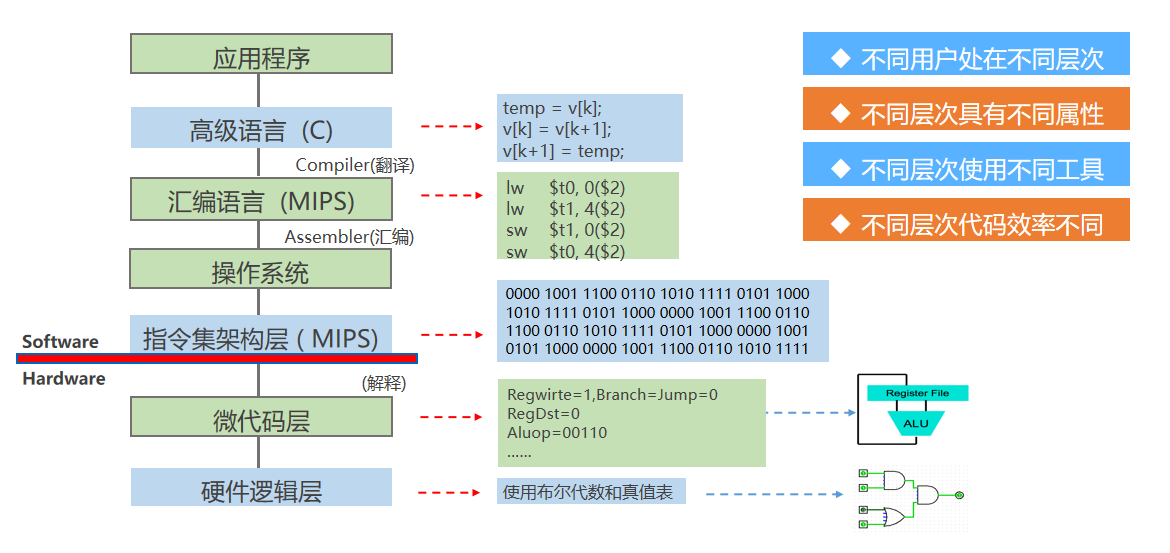 应用程序
高级语言 (C)
Compiler(翻译)
汇编语言 (MIPS)
Assembler(汇编)
操作系统
指令集架构层 ( MIPS)
Software
Hardware
(解释)
微代码层
硬件逻辑层
temp = v[k];
v[k] = v[k+1];
v[k+1] = temp;
lw $t0, 0($2)
lw $t1, 4($2)
sw $t1, 0($2)
sw $t0, 4($2)
0000 1001 1100 0110 1010 1111 0101 1000
1010 1111 0101 1000 0000 1001 1100 0110
1100 0110 1010 1111 0101 1000 0000 1001
0101 1000 0000 1001 1100 0110 1010 1111
Regwirte=1,Branch=Jump=0
RegDst=0
Aluop=00110
......
使用布尔代数和真值表
Register File
ALU
◆ 不同用户处在不同层次
◆ 不同层次具有不同属性
◆ 不同层次使用不同工具
◆ 不同层次代码效率不同